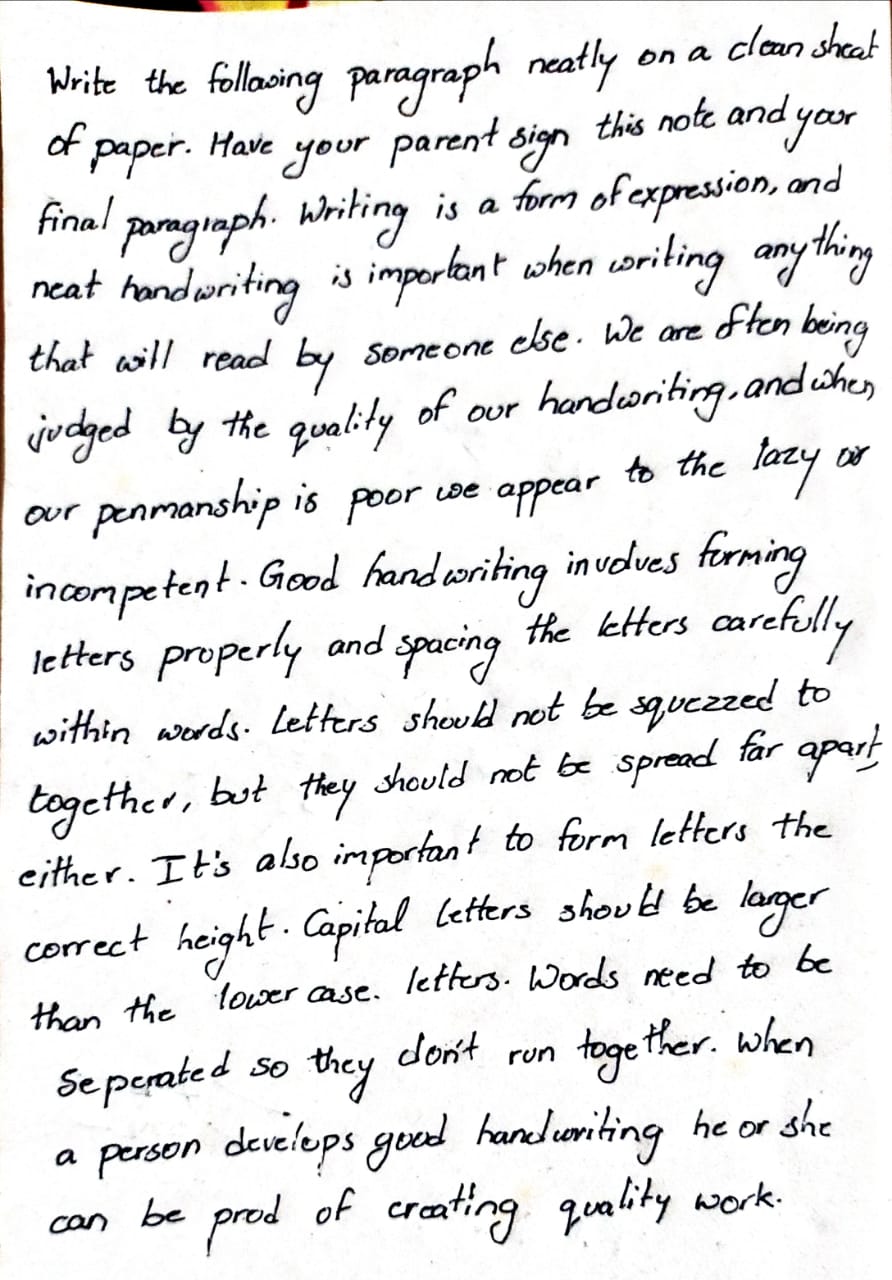 Write the following paragraph neatly on a clean sheat
of paper. Have your parent sign this note and your
final paragraph. Writing is a form of expression, and
neat handwriting is important when writing anything
that will read by someone else. We are often being
judged by the quality of our handwriting, and when
our penmanship is poor we appear to the lazy or
incompetent. Good handwriting involves forming
letters properly and spacing the letters carefully
within words. Letters should not be squezzed to
together, but they should not be spread far apart,
either. It's also important to form letters the
correct height. Capital letters should be larger
than the lower case. letters. Words need to be
Seperated so they don't run together. When
a person develops good handwriting he or she
can be prod of creating quality work.